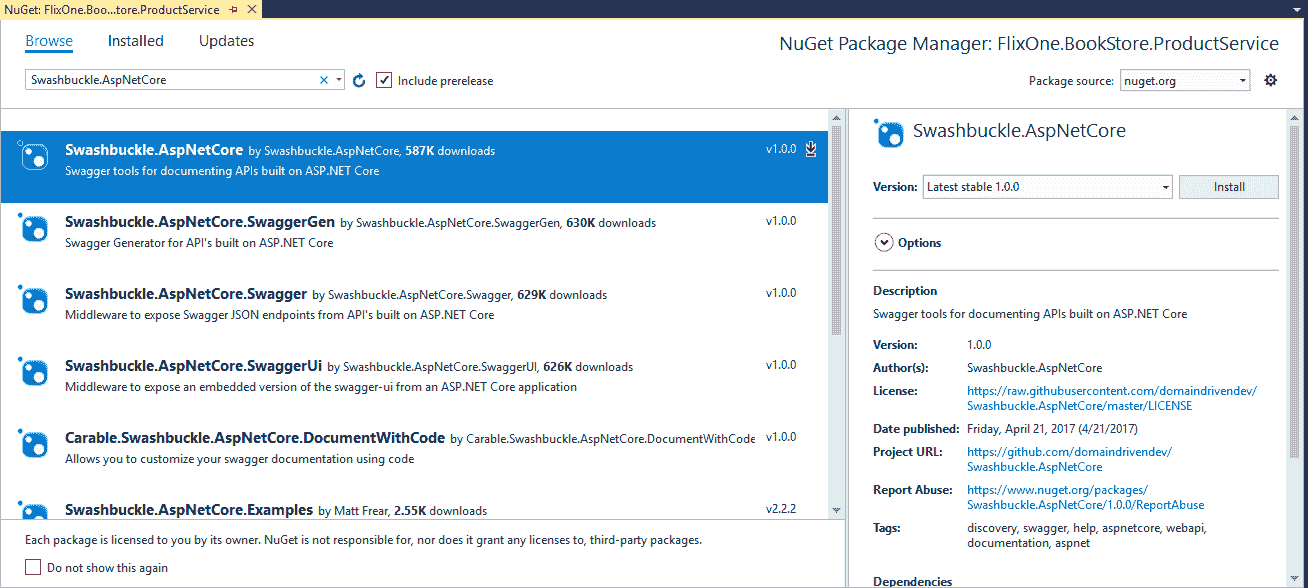 NuGet: FlixOne.Boo...tore.ProductService
Browse Installed Updates
NuGet Package Manager: FlixOne.BookStore.ProductService
Swashbuckle.AspNetCore
Include prerelease
Package source: nuget.org
Swashbuckle.AspNetCore by Swashbuckle.AspNetCore, 587K downloads v1.0.0
Swagger tools for documenting APIs built on ASP.NET Core
Swashbuckle.AspNetCore.SwaggerGen by Swashbuckle.AspNetCore.SwaggerGen, 630K downloads v1.0.0
Swagger Generator for API's built on ASP.NET Core
Swashbuckle.AspNetCore.Swagger by Swashbuckle.AspNetCore.Swagger, 629K downloads v1.0.0
Middleware to expose Swagger JSON endpoints from API's built on ASP.NET Core
Swashbuckle.AspNetCore.SwaggerUi by Swashbuckle.AspNetCore.SwaggerUI, 626K downloads v1.0.0
Middleware to expose an embedded version of the swagger-ui from an ASP.NET Core application
Carable.Swashbuckle.AspNetCore.DocumentWithCode by Carable.Swashbuckle.AspNetCore.DocumentWithCode v1.0.0
Allows you to customize your swagger documentation using code
Swashbuckle.AspNetCore.Examples by Matt Frear, 2.55K downloads v2.2.2
Each package is licensed to you by its owner. NuGet is not responsible for, nor does it grant any licenses to, third-party packages.
Do not show this again
Swashbuckle.AspNetCore
Version: Latest stable 1.0.0 Install
Options
Description
Swagger tools for documenting APIs built on ASP.NET Core
Version: 1.0.0
Author(s): Swashbuckle.AspNetCore
License: https://raw.githubusercontent.com/domaindrivendev/
Swashbuckle.AspNetCore/master/LICENSE
Date published: Friday, April 21, 2017 (4/21/2017)
Project URL: https://github.com/domaindrivendev/
Swashbuckle.AspNetCore
Report Abuse: https://www.nuget.org/packages/
Swashbuckle.AspNetCore/1.0.0/ReportAbuse
Tags: discovery, swagger, help, aspnetcore, webapi,
documentation, aspnet
Dependencies